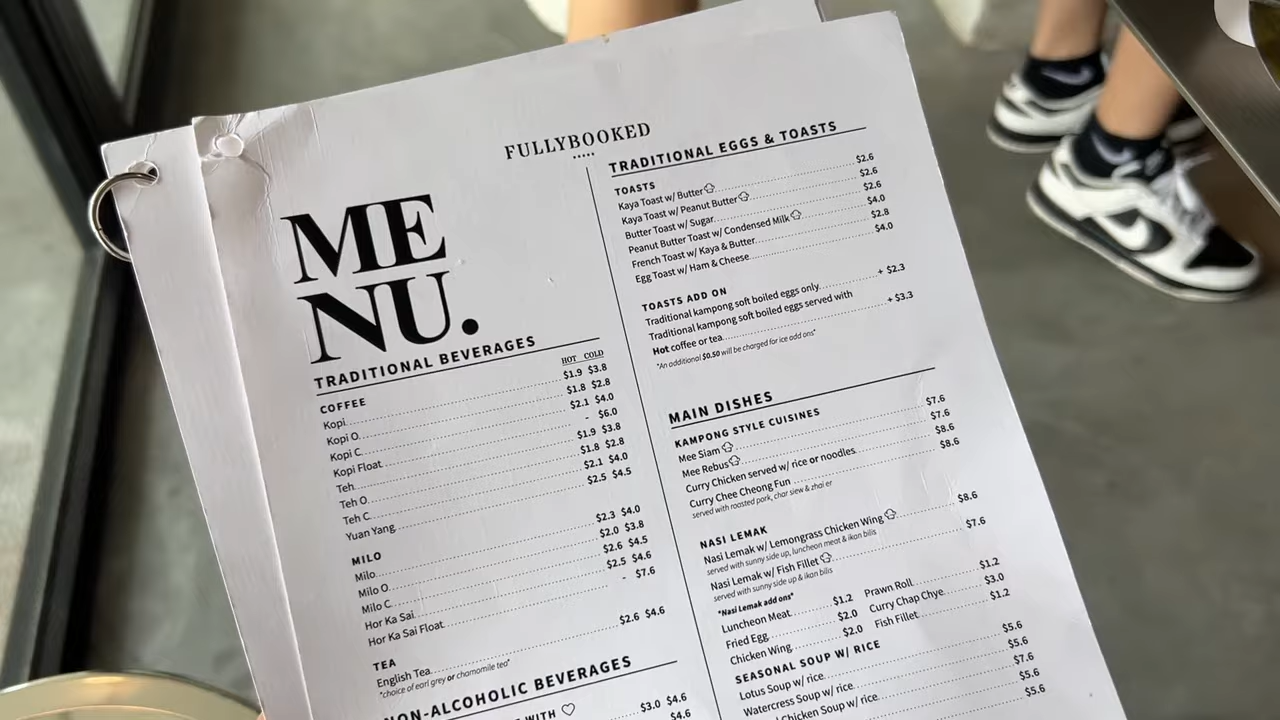 FULLYBOOKED
ME
NU.
TRADITIONAL BEVERAGES
HOT COLD
COFFEE
Kopi $1.9 $3.8
Kopi O $1.8 $2.8
Kopi C $2.1 $4.0
Kopi Float - $6.0
Teh $1.9 $3.8
Teh O $1.8 $2.8
Teh C $2.1 $4.0
Yuan Yang $2.5 $4.5
MILO
Milo $2.3 $4.0
Milo O $2.0 $3.8
Milo C $2.6 $4.5
Hor Ka Sai $2.5 $4.6
Hor Ka Sai Float - $7.6
TEA
English Tea $2.6 $4.6
*choice of earl grey or chamomile tea*
NON-ALCOHOLIC BEVERAGES
WITH ♡
$3.0 $4.6
$4.6
TRADITIONAL EGGS & TOASTS
TOASTS
Kaya Toast w/ Butter $2.6
Kaya Toast w/ Peanut Butter $2.6
Butter Toast w/ Sugar $2.6
Peanut Butter Toast w/ Condensed Milk $4.0
French Toast w/ Kaya & Butter $2.8
Egg Toast w/ Ham & Cheese $4.0
TOASTS ADD ON
Traditional kampong soft boiled eggs only + $2.3
Traditional kampong soft boiled eggs served with
Hot coffee or tea + $3.3
*An additional $0.50 will be charged for ice add ons*
MAIN DISHES
KAMPONG STYLE CUISINES
Mee Siam $7.6
Mee Rebus $7.6
Curry Chicken served w/ rice or noodles $8.6
Curry Chee Cheong Fun $8.6
served with roasted pork, char siew & zhai er
NASI LEMAK
Nasi Lemak w/ Lemongrass Chicken Wing $8.6
served with sunny side up, luncheon meat & ikan bilis
Nasi Lemak w/ Fish Fillet $7.6
served with sunny side up & ikan bilis
*Nasi Lemak add ons*
Luncheon Meat $1.2 Prawn Roll $1.2
Fried Egg $2.0 Curry Chap Chye $3.0
Chicken Wing $2.0 Fish Fillet $1.2
SEASONAL SOUP W/ RICE
Lotus Soup w/ rice $5.6
Watercress Soup w/ rice $5.6
Chicken Soup w/ rice $7.6
$5.6
$5.6